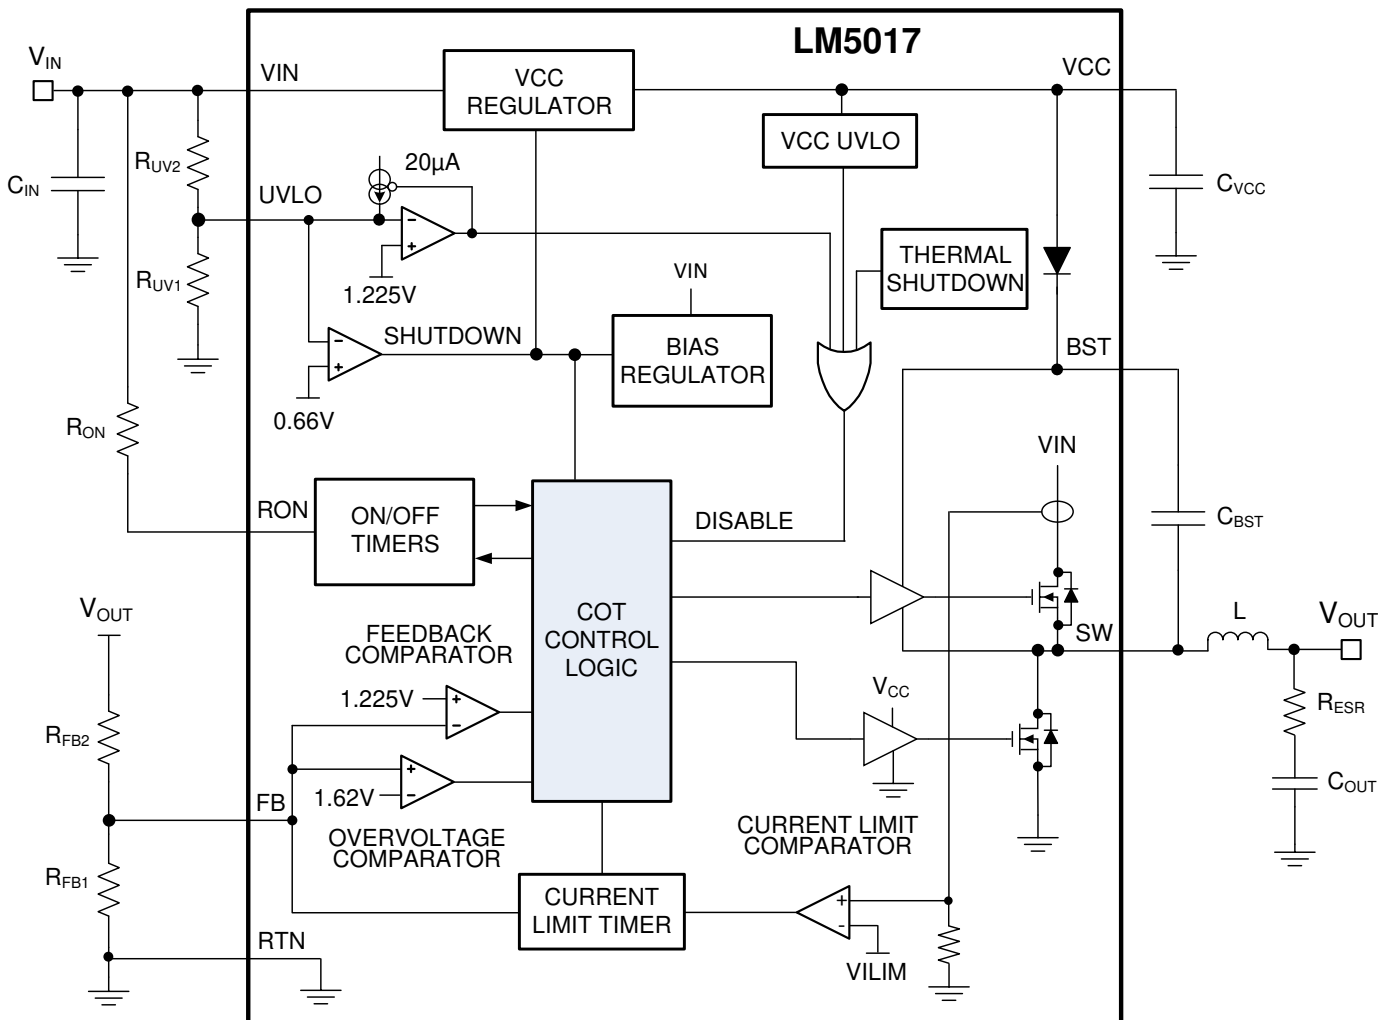 LM5017
VIN
VIN
VCC
REGULATOR
VCC
VCC UVLO
RUV2
20µA
CIN
UVLO
CVCC
-
+
THERMAL
SHUTDOWN
RUV1
1.225V
VIN
SHUTDOWN
-
+
BIAS
REGULATOR
BST
0.66V
RON
VIN
RON
ON/OFF
TIMERS
DISABLE
CBST
COT
CONTROL
LOGIC
VOUT
FEEDBACK
COMPARATOR
SW
L
VOUT
1.225V
+
-
VCC
RESR
RFB2
+
-
1.62V
COUT
FB
OVERVOLTAGE
COMPARATOR
CURRENT LIMIT
COMPARATOR
RFB1
CURRENT
LIMIT TIMER
+
-
RTN
VILIM